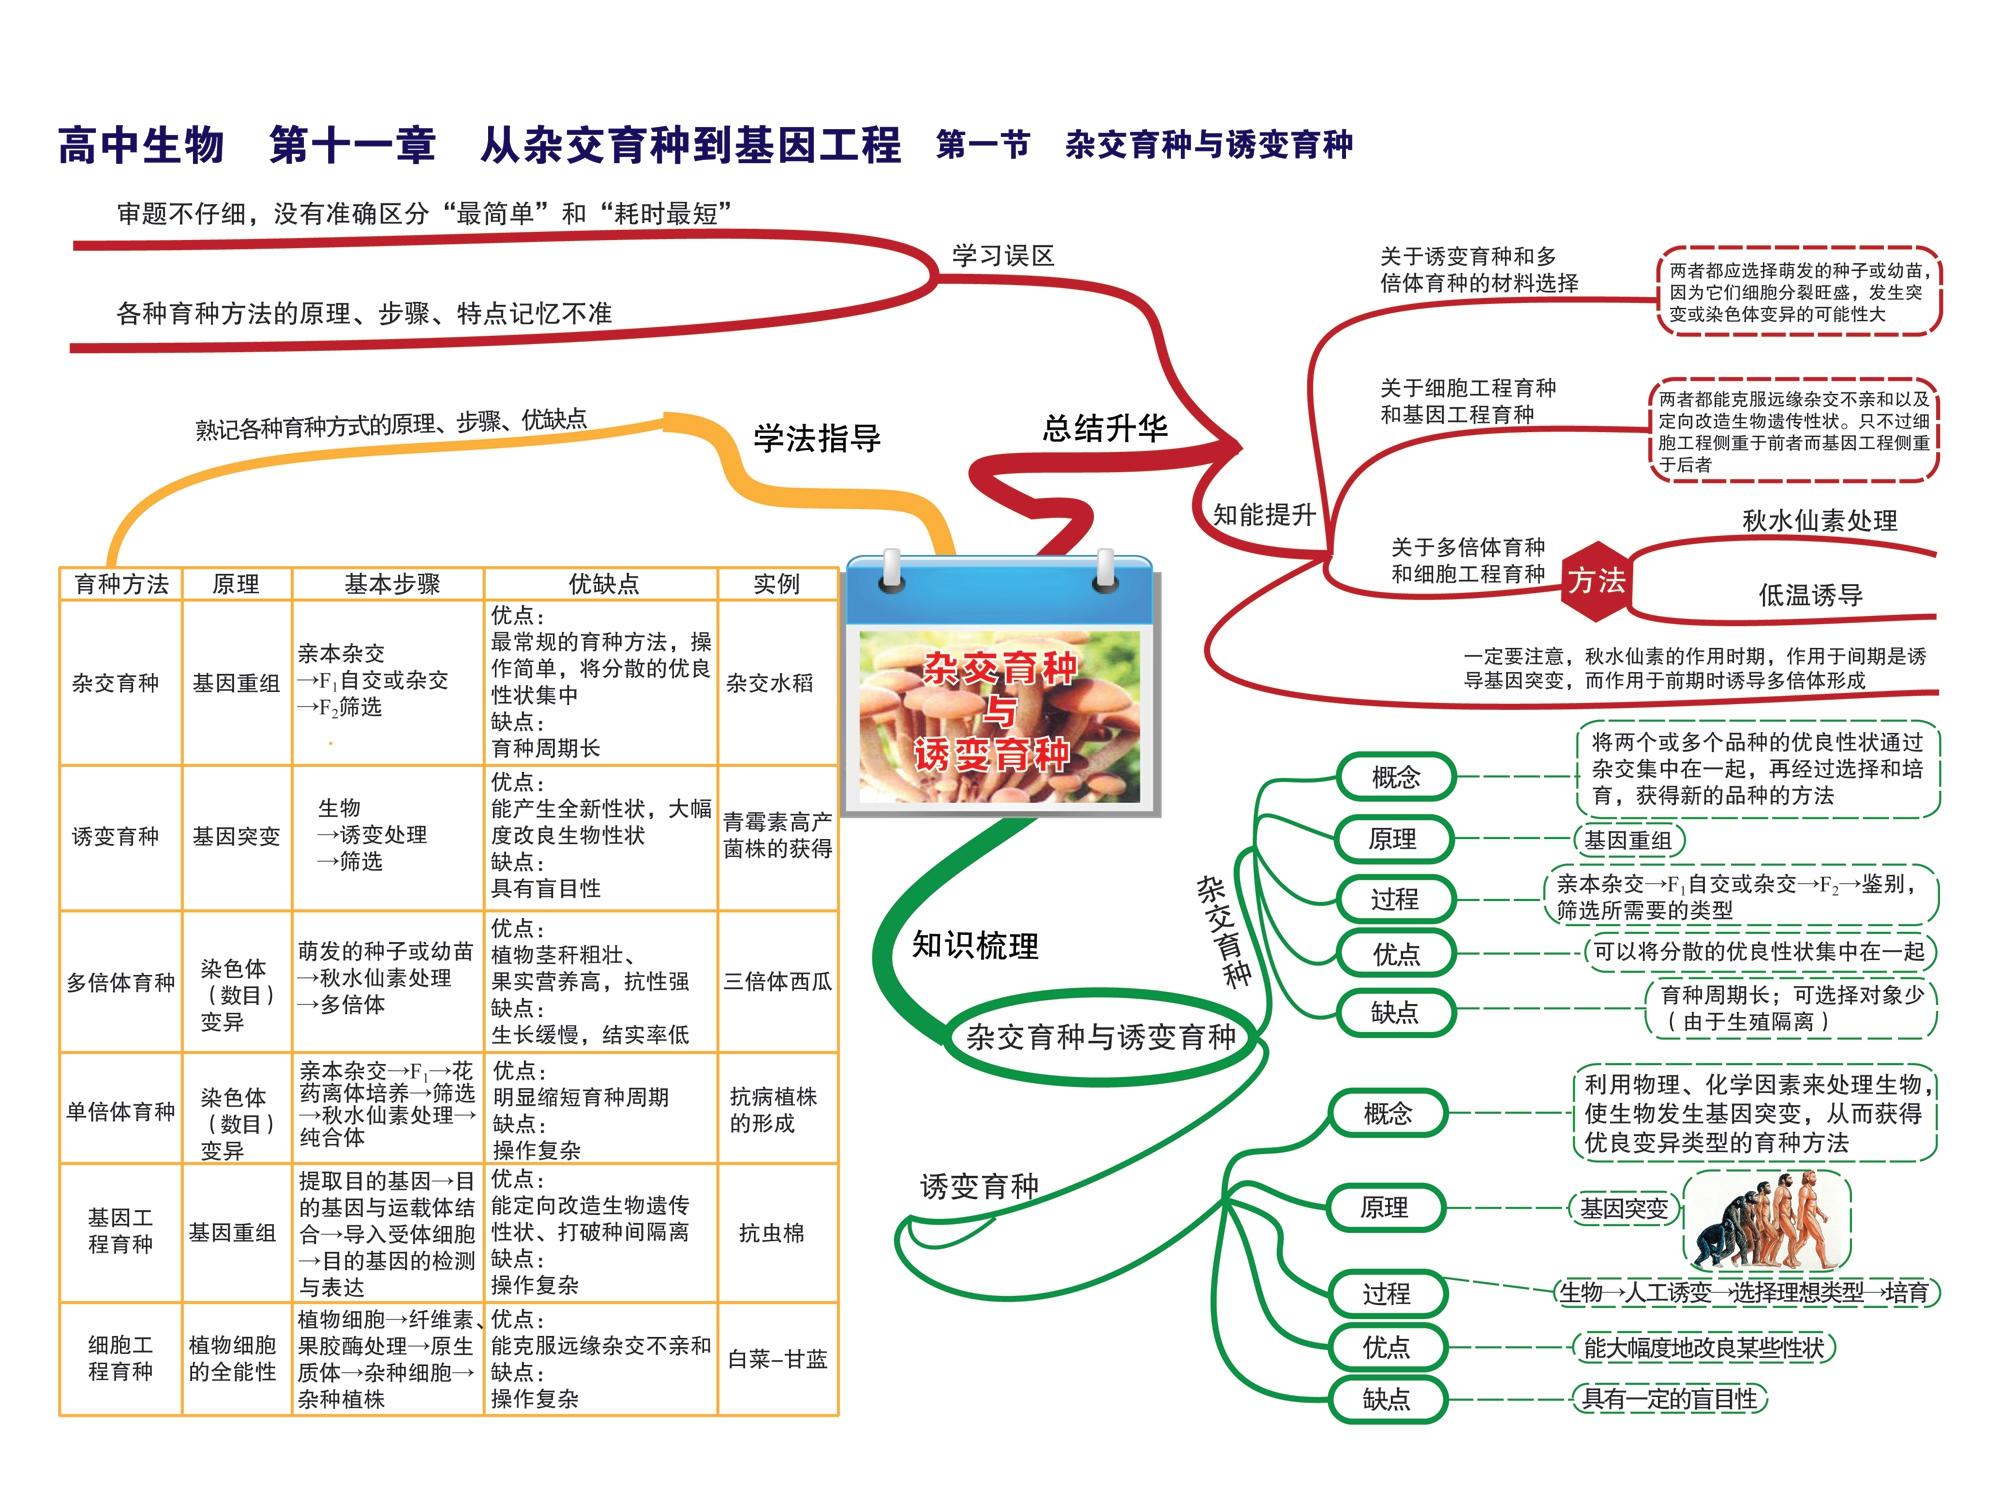 高中生物 第十一章 从杂交育种到基因工程 第一节 杂交育种与诱变育种
审题不仔细，没有准确区分“最简单”和“耗时最短”
各种育种方法的原理、步骤、特点记忆不准
学习误区
总结升华
知能提升
关于诱变育种和多
倍体育种的材料选择
两者都应选择萌发的种子或幼苗，
因为它们细胞分裂旺盛，发生突
变或染色体变异的可能性大
关于细胞工程育种
和基因工程育种
两者都能克服远缘杂交不亲和以及
定向改造生物遗传性状。只不过细
胞工程侧重于前者而基因工程侧重
于后者
关于多倍体育种
和细胞工程育种
方法
秋水仙素处理
低温诱导
一定要注意，秋水仙素的作用时期，作用于间期是诱
导基因突变，而作用于前期时诱导多倍体形成
熟记各种育种方式的原理、步骤、优缺点
学法指导
育种方法 原理 基本步骤 优缺点 实例
杂交育种
基因重组
亲本杂交
→F₁自交或杂交
→F₂筛选
优点：
最常规的育种方法，操
作简单，将分散的优良
性状集中
缺点：
育种周期长
杂交水稻
诱变育种
基因突变
生物
→诱变处理
→筛选
优点：
能产生全新性状，大幅
度改良生物性状
缺点：
具有盲目性
青霉素高产
菌株的获得
多倍体育种
染色体
（数目）
变异
萌发的种子或幼苗
→秋水仙素处理
→多倍体
优点：
植物茎秆粗壮、
果实营养高，抗性强
缺点：
生长缓慢，结实率低
三倍体西瓜
单倍体育种
染色体
（数目）
变异
亲本杂交→F₁→花
药离体培养→筛选
→秋水仙素处理→
纯合体
优点：
明显缩短育种周期
缺点：
操作复杂
抗病植株
的形成
基因工
程育种
基因重组
提取目的基因→目
的基因与运载体结
合→导入受体细胞
→目的基因的检测
与表达
优点：
能定向改造生物遗传
性状、打破种间隔离
缺点：
操作复杂
抗虫棉
细胞工
程育种
植物细胞
的全能性
植物细胞→纤维素、
果胶酶处理→原生
质体→杂种细胞→
杂种植株
优点：
能克服远缘杂交不亲和
缺点：
操作复杂
白菜–甘蓝
杂交育种
与
诱变育种
知识梳理
杂交育种与诱变育种
杂交育种
概念
将两个或多个品种的优良性状通过
杂交集中在一起，再经过选择和培
育，获得新的品种的方法
原理
基因重组
过程
亲本杂交→F₁自交或杂交→F₂→鉴别，
筛选所需要的类型
优点
可以将分散的优良性状集中在一起
缺点
育种周期长；可选择对象少
（由于生殖隔离）
诱变育种
概念
利用物理、化学因素来处理生物，
使生物发生基因突变，从而获得
优良变异类型的育种方法
原理
基因突变
过程
生物→人工诱变→选择理想类型→培育
优点
能大幅度地改良某些性状
缺点
具有一定的盲目性